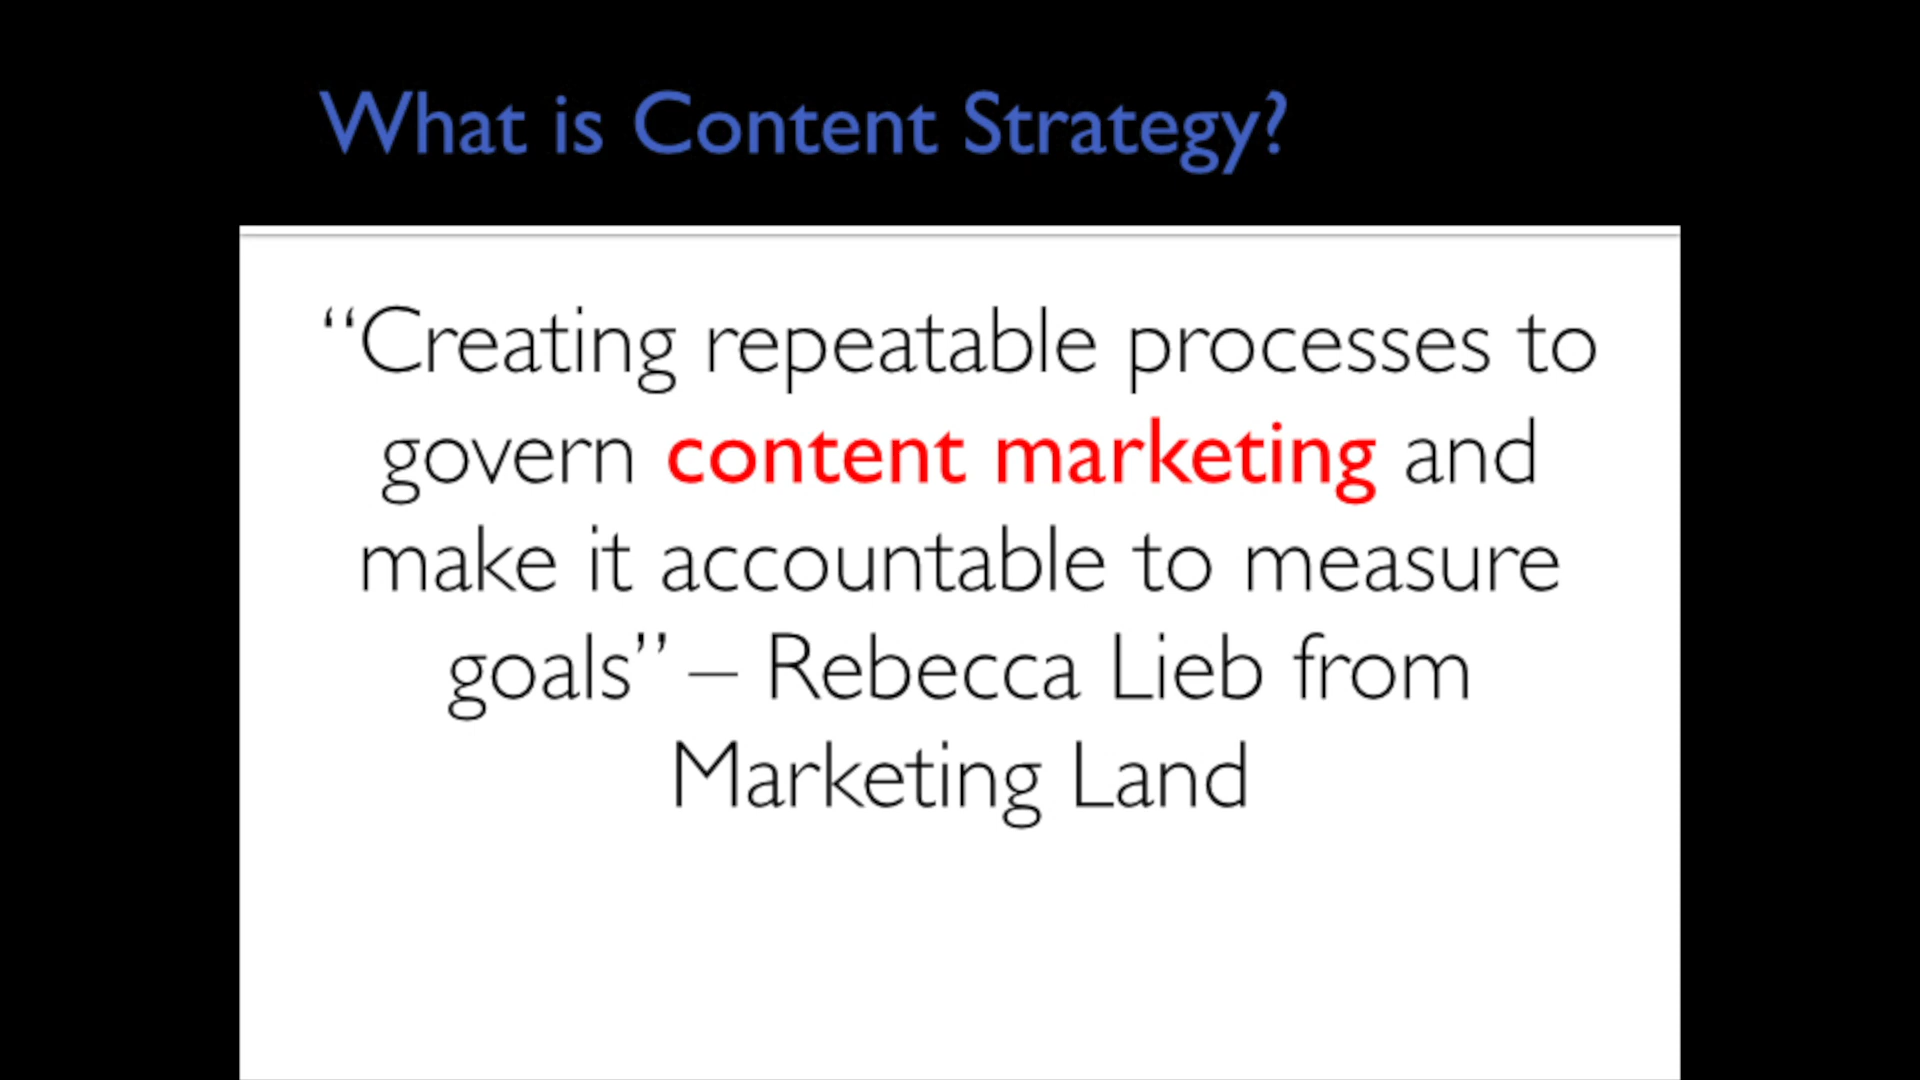 What is Content Strategy?
“Creating repeatable processes to
govern content marketing and
make it accountable to measure
goals” – Rebecca Lieb from
Marketing Land